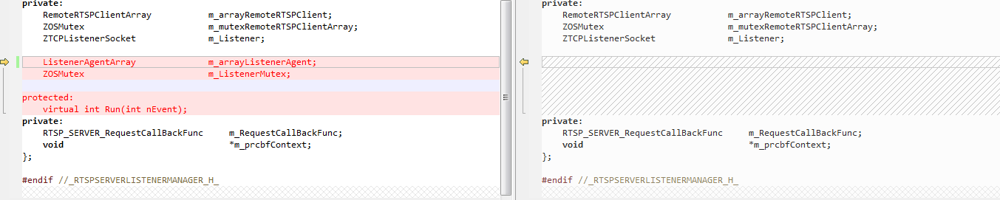 private:
RemoteRTSPClientArray m_arrayRemoteRTSPClient;
ZOSMutex m_mutexRemoteRTSPClientArray;
ZTCPListenerSocket m_Listener;
ListenerAgentArray m_arrayListenerAgent;
ZOSMutex m_ListenerMutex;
protected:
virtual int Run(int nEvent);
private:
RTSP_SERVER_RequestCallBackFunc m_RequestCallBackFunc;
void *m_prcbfContext;
};
#endif //_RTSPSERVERLISTENERMANAGER_H_
private:
RemoteRTSPClientArray m_arrayRemoteRTSPClient;
ZOSMutex m_mutexRemoteRTSPClientArray;
ZTCPListenerSocket m_Listener;
private:
RTSP_SERVER_RequestCallBackFunc m_RequestCallBackFunc;
void *m_prcbfContext;
};
#endif //_RTSPSERVERLISTENERMANAGER_H_